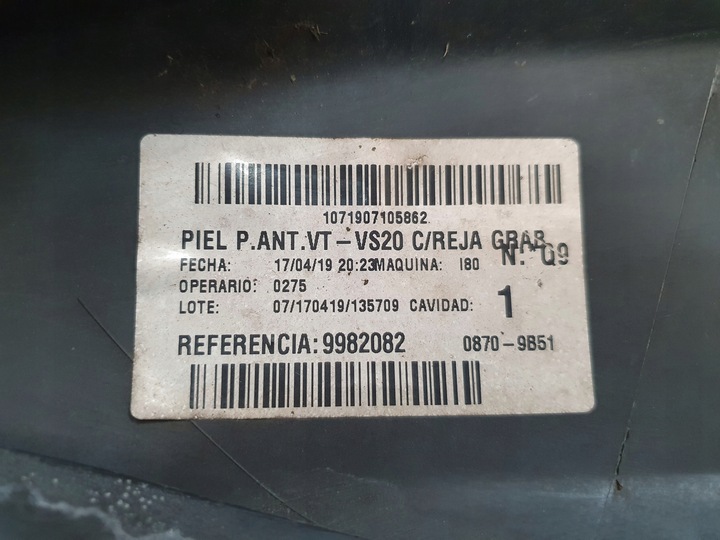 1071907105862
PIEL P.ANT.VT-VS20 C/REJA GRAB
FECHA: 17/04/19 20:23 MAQUINA: I80 N.° Q9
OPERARIO: 0275
LOTE: 07/170419/135709 CAVIDAD: 1
REFERENCIA: 9982082 0870-9B51